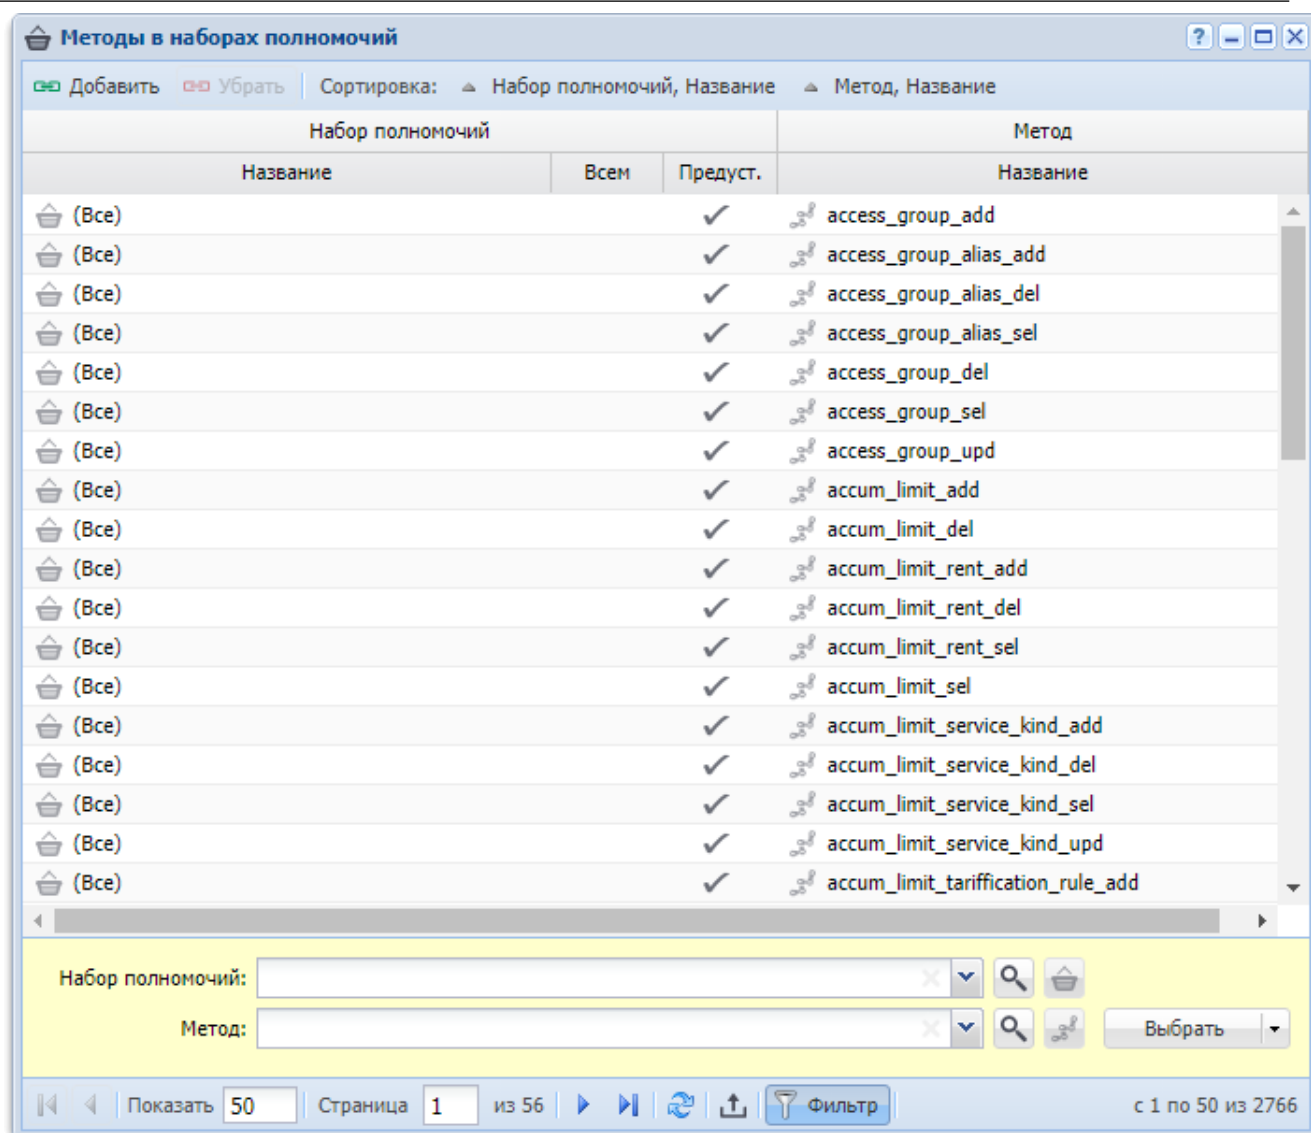 Методы в наборах полномочий
Добавить Убрать Сортировка: Набор полномочий, Название Метод, Название
Набор полномочий Метод
Название Всем Предуст. Название
(Все) access_group_add
(Все) access_group_alias_add
(Все) access_group_alias_del
(Все) access_group_alias_sel
(Все) access_group_del
(Все) access_group_sel
(Все) access_group_upd
(Все) accum_limit_add
(Все) accum_limit_del
(Все) accum_limit_rent_add
(Все) accum_limit_rent_del
(Все) accum_limit_rent_sel
(Все) accum_limit_sel
(Все) accum_limit_service_kind_add
(Все) accum_limit_service_kind_del
(Все) accum_limit_service_kind_sel
(Все) accum_limit_service_kind_upd
(Все) accum_limit_tariffication_rule_add
Набор полномочий:
Метод: Выбрать
Показать 50 Страница 1 из 56 Фильтр с 1 по 50 из 2766